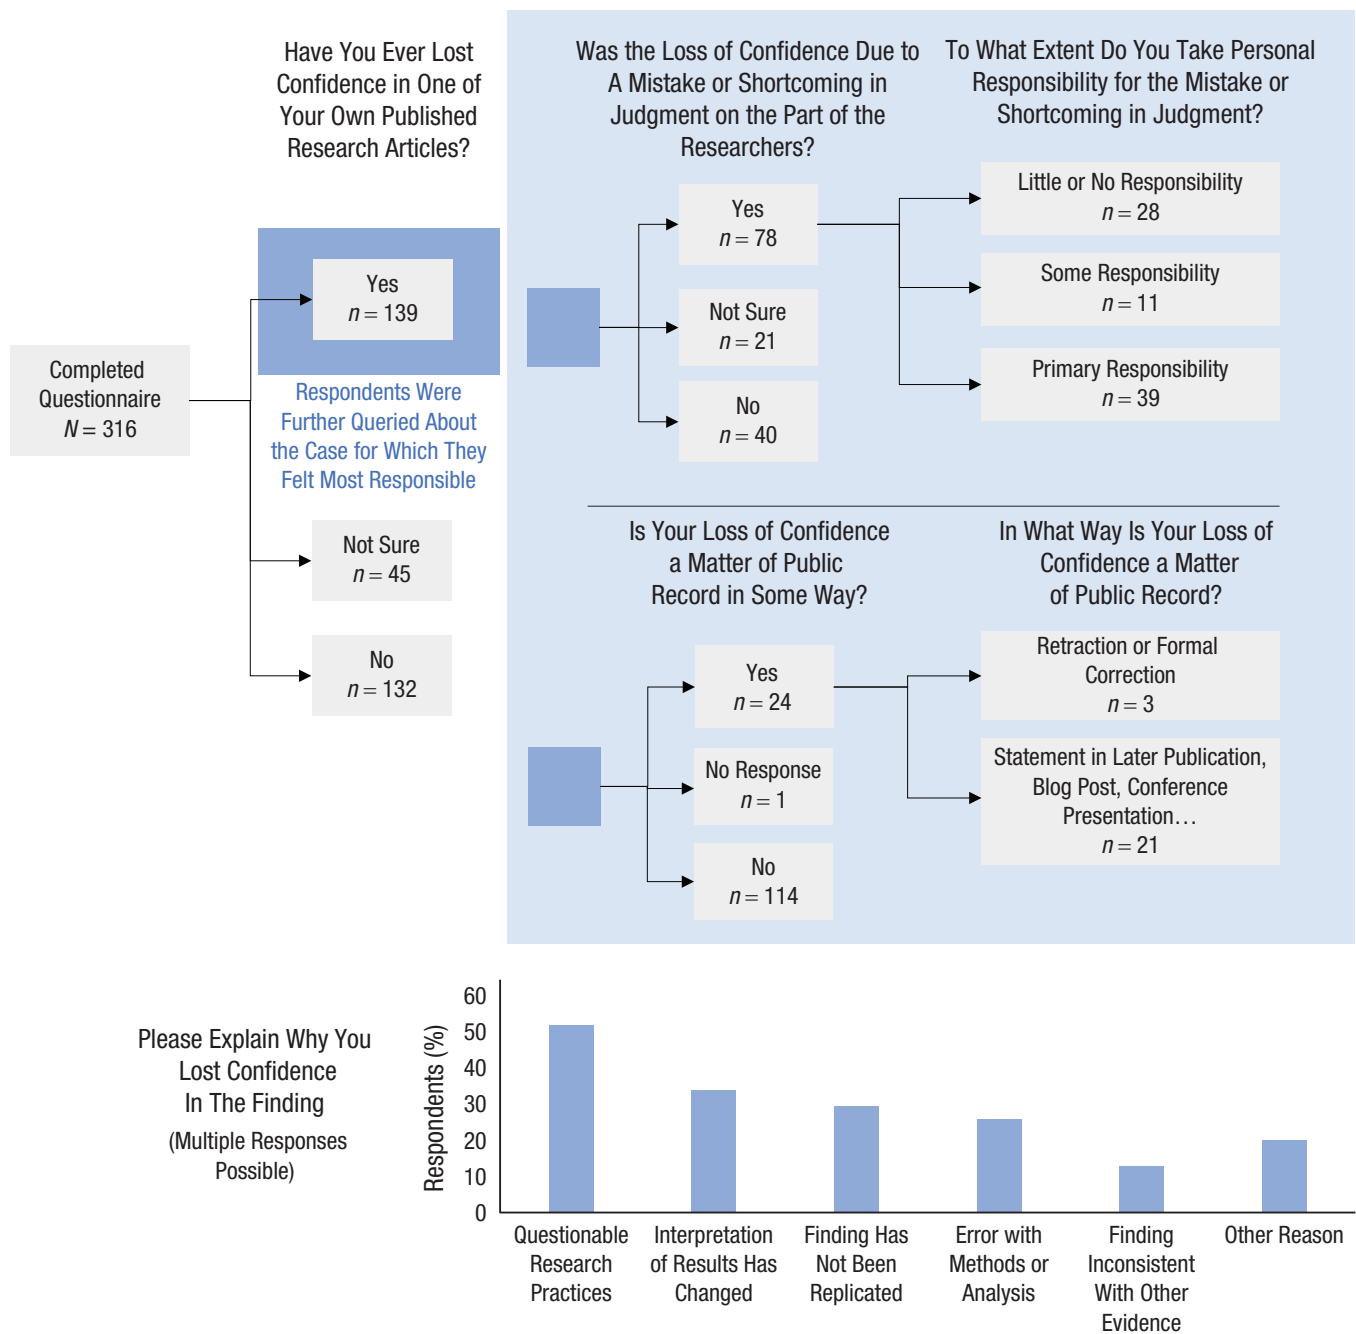 Have You Ever Lost
Confidence in One of
Your Own Published
Research Articles?
Was the Loss of Confidence Due to
A Mistake or Shortcoming in
Judgment on the Part of the
Researchers?
To What Extent Do You Take Personal
Responsibility for the Mistake or
Shortcoming in Judgment?
Completed
Questionnaire
N = 316
Yes
n = 139
Respondents Were
Further Queried About
the Case for Which They
Felt Most Responsible
Not Sure
n = 45
No
n = 132
Yes
n = 78
Not Sure
n = 21
No
n = 40
Little or No Responsibility
n = 28
Some Responsibility
n = 11
Primary Responsibility
n = 39
Is Your Loss of Confidence
a Matter of Public
Record in Some Way?
In What Way Is Your Loss of
Confidence a Matter
of Public Record?
Yes
n = 24
No Response
n = 1
No
n = 114
Retraction or Formal
Correction
n = 3
Statement in Later Publication,
Blog Post, Conference
Presentation…
n = 21
Please Explain Why You
Lost Confidence
In The Finding
(Multiple Responses
Possible)
Respondents (%)
60
50
40
30
20
10
0
Questionable
Research
Practices
Interpretation
of Results Has
Changed
Finding Has
Not Been
Replicated
Error with
Methods or
Analysis
Finding
Inconsistent
With Other
Evidence
Other Reason